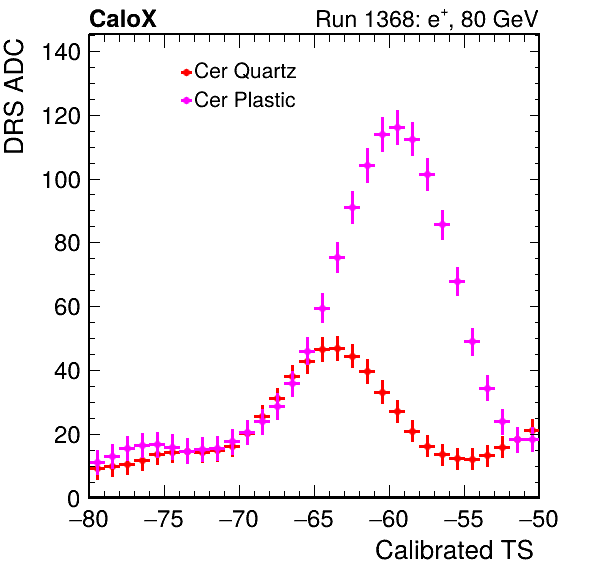 CaloX Run 1368: e⁺, 80 GeV
DRS ADC
140
120
100
80
60
40
20
0
Cer Quartz
Cer Plastic
−80 −75 −70 −65 −60 −55 −50
Calibrated TS